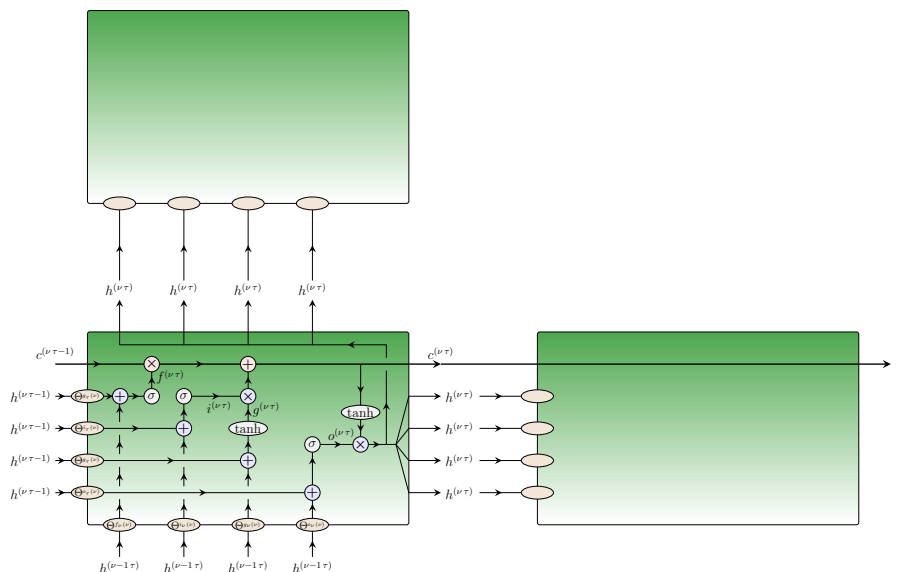 h^(ντ) h^(ντ) h^(ντ) h^(ντ)
c^(ντ−1) × + c^(ντ)
f^(ντ)
h^(ντ−1) + σ σ × h^(ντ)
i^(ντ) g^(ντ)
tanh
h^(ντ−1) + tanh h^(ντ)
o^(ντ)
σ ×
h^(ντ−1) + h^(ντ)
h^(ντ−1) + h^(ντ)
h^(ν−1τ) h^(ν−1τ) h^(ν−1τ) h^(ν−1τ)